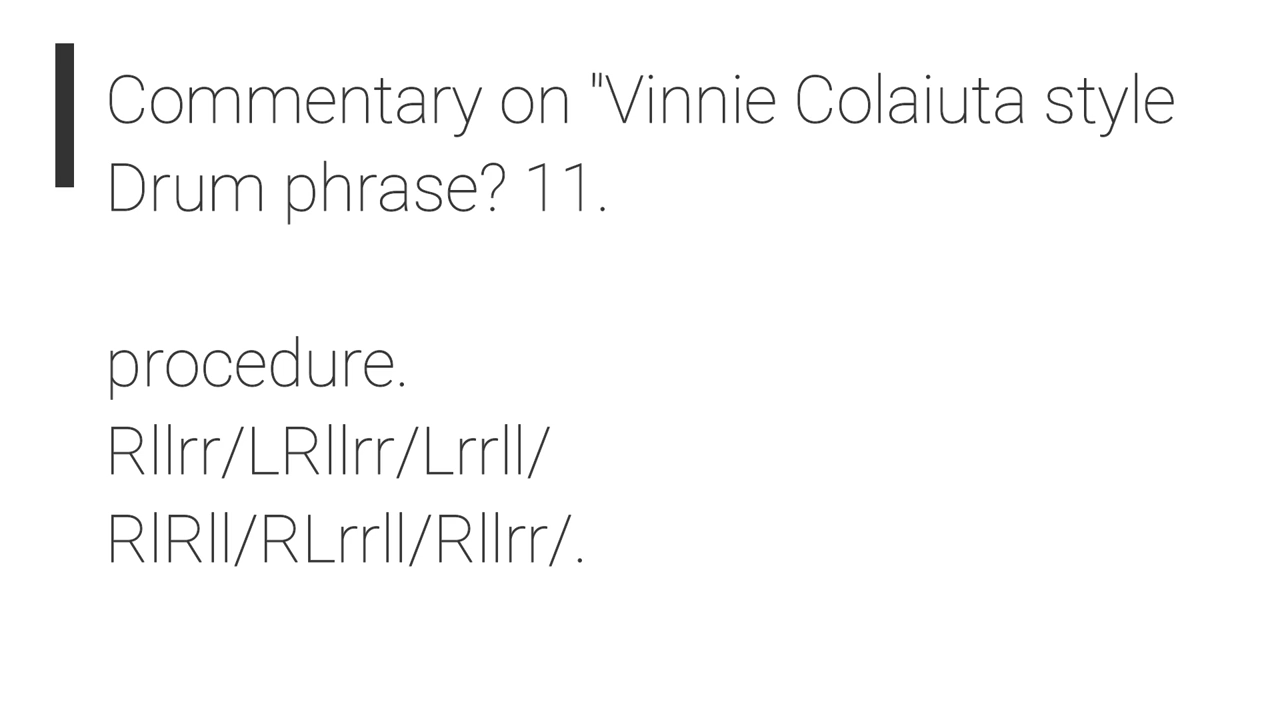 Commentary on "Vinnie Colaiuta style
Drum phrase? 11.
procedure.
Rllrr/LRllrr/Lrrll/
RlRll/RLrrll/Rllrr/.